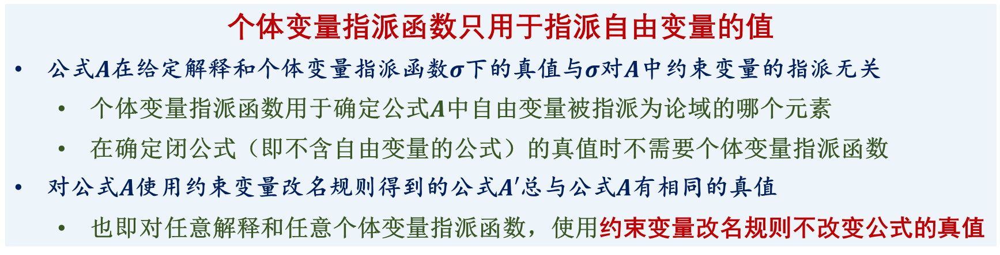 个体变量指派函数只用于指派自由变量的值
• 公式A在给定解释和个体变量指派函数σ下的真值与σ对A中约束变量的指派无关
• 个体变量指派函数用于确定公式A中自由变量被指派为论域的哪个元素
• 在确定闭公式（即不含自由变量的公式）的真值时不需要个体变量指派函数
• 对公式A使用约束变量改名规则得到的公式A′总与公式A有相同的真值
• 也即对任意解释和任意个体变量指派函数，使用约束变量改名规则不改变公式的真值